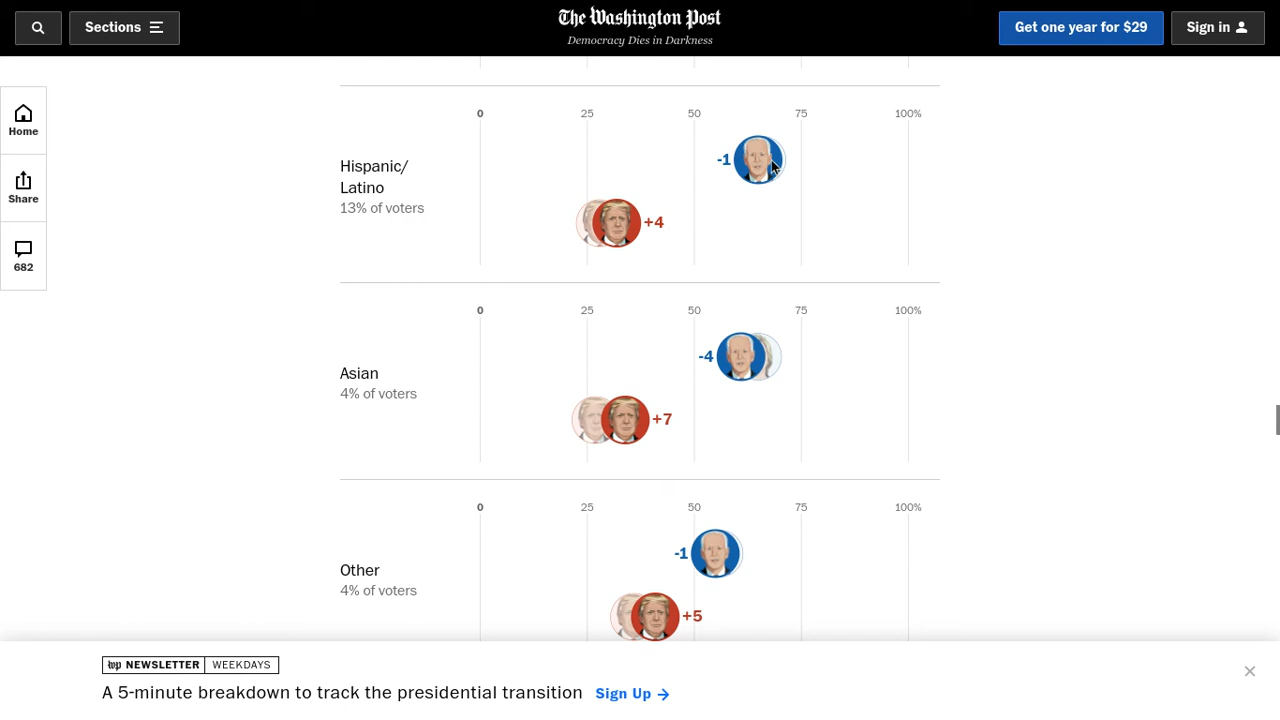 Sections
The Washington Post
Democracy Dies in Darkness
Get one year for $29
Sign in
Home
Share
682
0 25 50 75 100%
Hispanic/
Latino
13% of voters
-1
+4
0 25 50 75 100%
Asian
4% of voters
-4
+7
0 25 50 75 100%
Other
4% of voters
-1
+5
wp NEWSLETTER WEEKDAYS
A 5-minute breakdown to track the presidential transition Sign Up →